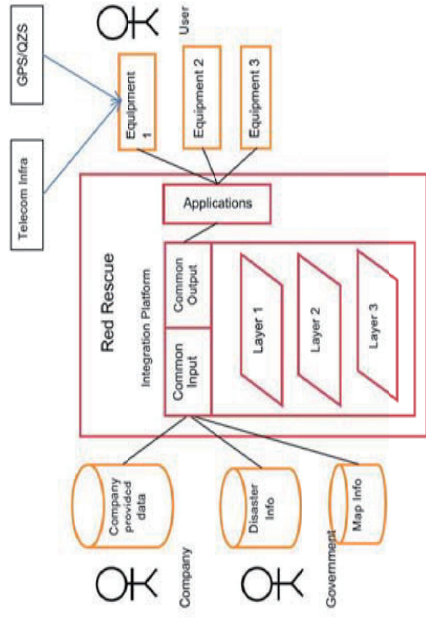 GPS/QZS
Telecom Infra
User
Equipment
1
Equipment 2
Equipment 3
Red Rescue
Integration Platform
Applications
Common
Input
Common
Output
Layer 1
Layer 2
Layer 3
Company
provided
data
Disaster
Info
Map Info
Company
Government